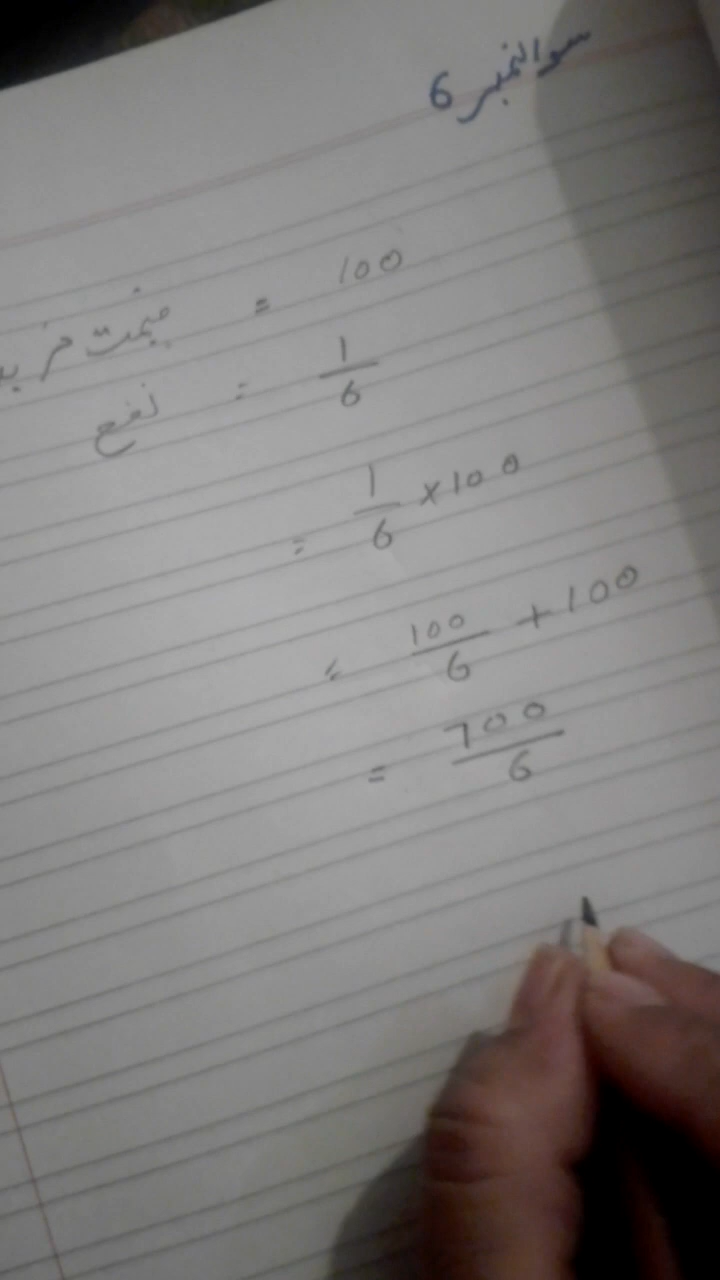 سوال نمبر 6
قیمت خرید = 100
نفع = 1/6
= 1/6 × 100
= 100/6 + 100
= 700/6